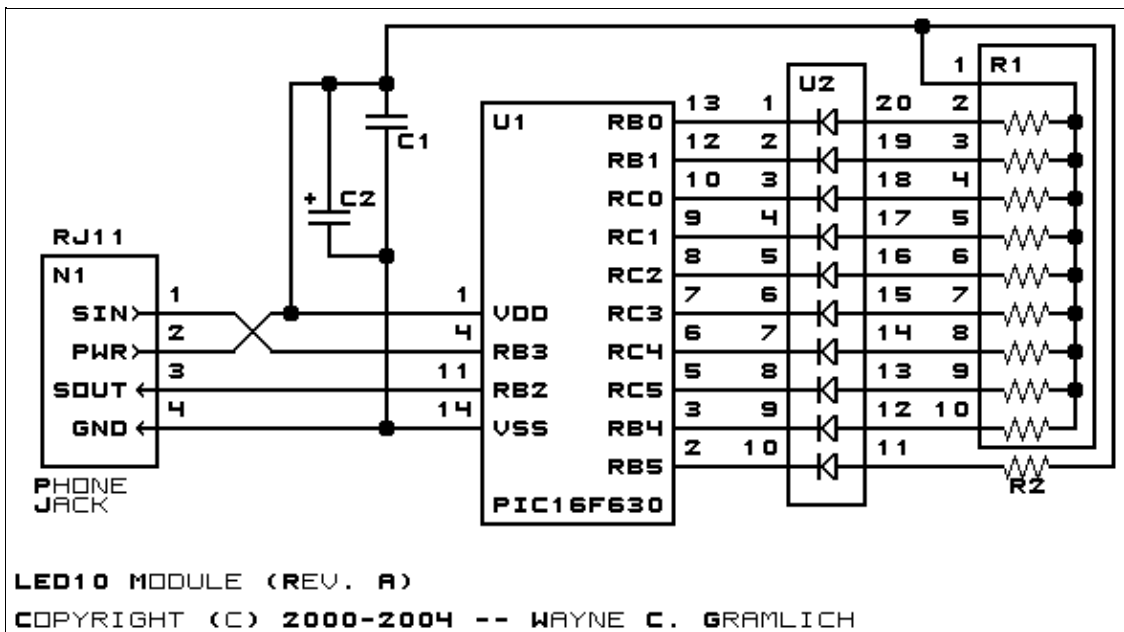 1 R1
U2
13 1 20 2
U1 RB0
C1
12 2 19 3
RB1
10 3 18 4
RC0
+ C2
9 4 17 5
RC1
RJ11
8 5 16 6
N1
RC2
1 1 7 6 15 7
SIN VDD RC3
2 4 6 7 14 8
PWR RB3 RC4
3 11 5 8 13 9
SOUT RB2 RC5
4 14 3 9 12 10
GND VSS RB4
2 10 11
RB5
PHONE
JACK
R2
PIC16F630
LED10 MODULE (REV. A)
COPYRIGHT (C) 2000-2004 -- WAYNE C. GRAMLICH